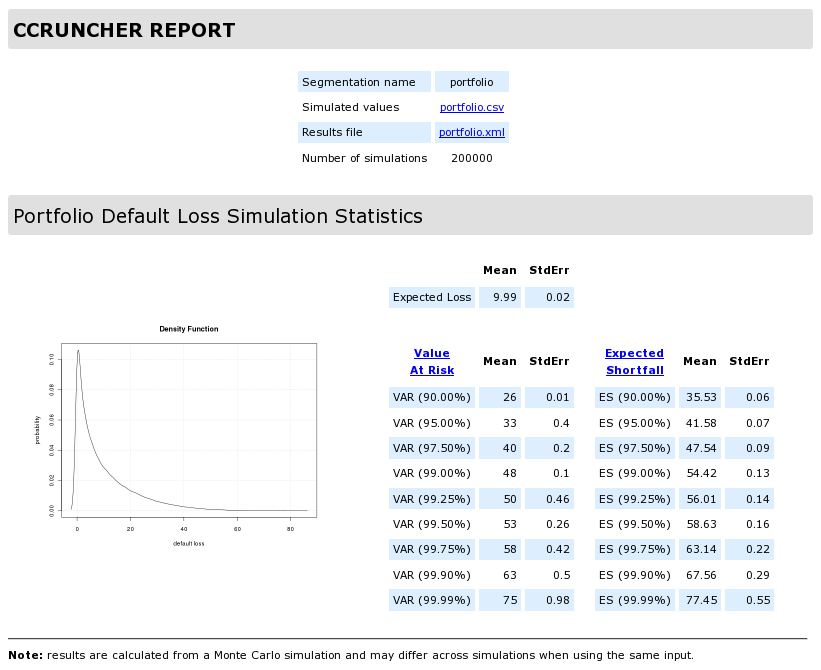 CCRUNCHER REPORT
Segmentation name portfolio
Simulated values portfolio.csv
Results file portfolio.xml
Number of simulations 200000
Portfolio Default Loss Simulation Statistics
Mean StdErr
Expected Loss 9.99 0.02
Density Function
probability
0.00 0.02 0.04 0.06 0.08 0.10
0 20 40 60 80
default loss
Value At Risk Mean StdErr Expected Shortfall Mean StdErr
VAR (90.00%) 26 0.01 ES (90.00%) 35.53 0.06
VAR (95.00%) 33 0.4 ES (95.00%) 41.58 0.07
VAR (97.50%) 40 0.2 ES (97.50%) 47.54 0.09
VAR (99.00%) 48 0.1 ES (99.00%) 54.42 0.13
VAR (99.25%) 50 0.46 ES (99.25%) 56.01 0.14
VAR (99.50%) 53 0.26 ES (99.50%) 58.63 0.16
VAR (99.75%) 58 0.42 ES (99.75%) 63.14 0.22
VAR (99.90%) 63 0.5 ES (99.90%) 67.56 0.29
VAR (99.99%) 75 0.98 ES (99.99%) 77.45 0.55
Note: results are calculated from a Monte Carlo simulation and may differ across simulations when using the same input.